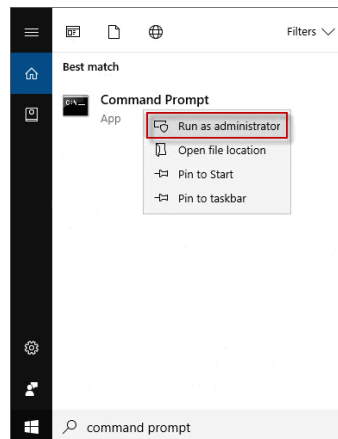 Filters
Best match
Command Prompt
App
Run as administrator
Open file location
Pin to Start
Pin to taskbar
command prompt